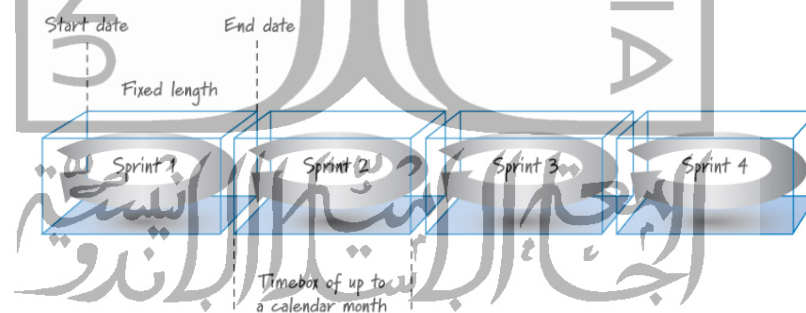 Start date
End date
Fixed length
Sprint 1
Sprint 2
Sprint 3
Sprint 4
Timebox of up to
a calendar month